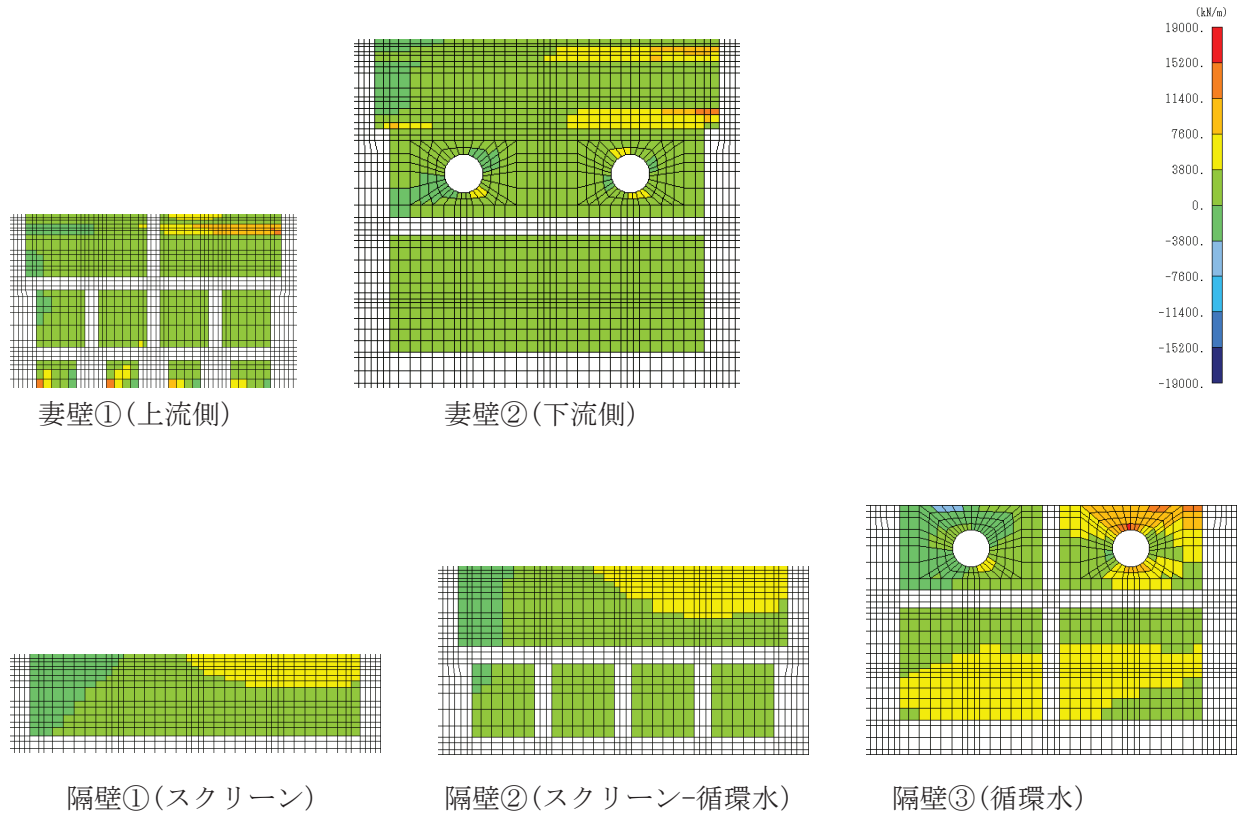 (kN/m)
19000.
15200.
11400.
7600.
3800.
0.
-3800.
-7600.
-11400.
-15200.
-19000.
妻壁①(上流側)
妻壁②(下流側)
隔壁①(スクリーン)
隔壁②(スクリーン-循環水)
隔壁③(循環水)